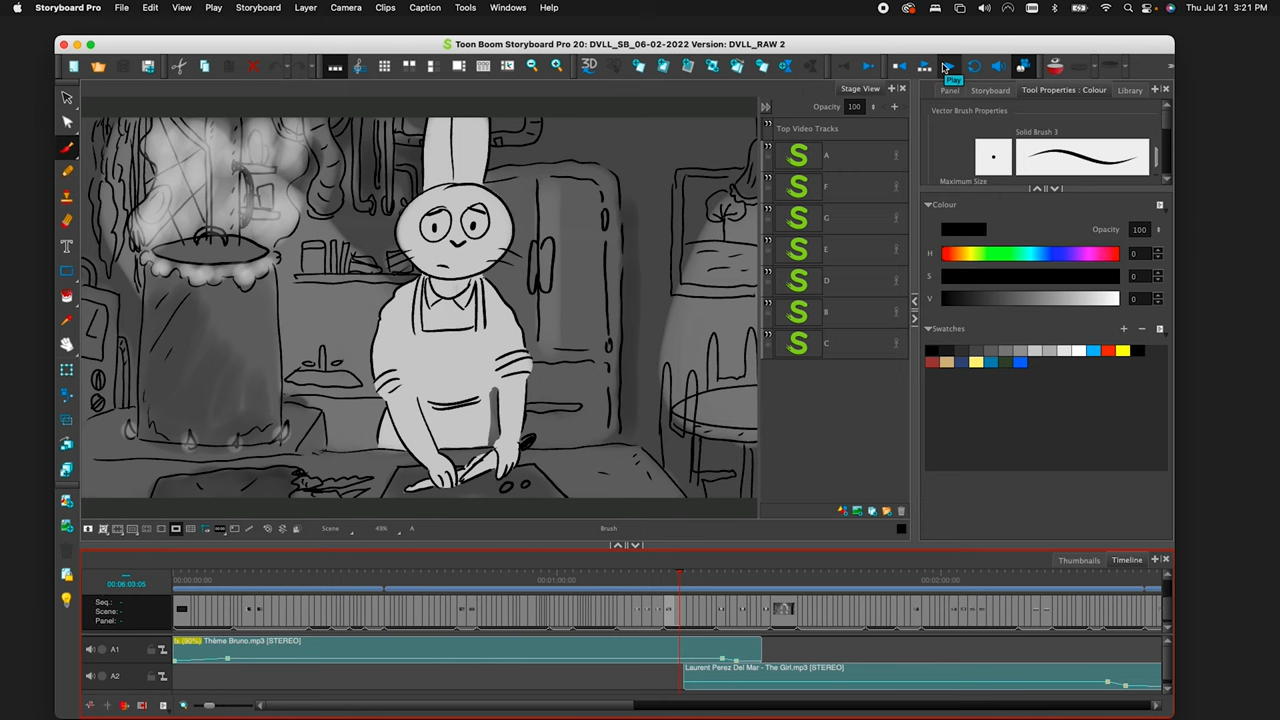 Storyboard Pro File Edit View Play Storyboard Layer Camera Clips Caption Tools Windows Help Thu Jul 21 3:21 PM
Toon Boom Storyboard Pro 20: DVLL_SB_06-02-2022 Version: DVLL_RAW 2
3D
Play
Stage View
Panel Storyboard Tool Properties : Colour Library
Opacity 100
Vector Brush Properties
Top Video Tracks
Solid Brush 3
A
Maximum Size
F
Colour
G
Opacity 100
E
H 0
D
S 0
V 0
B
Swatches
C
Scene 49% A Brush
Thumbnails Timeline
00:06:03:05
00:00:00:00 00:01:00:00 00:02:00:00
Seq.: -
Scene: -
Panel: -
A1 fx (90%) Thème Bruno.mp3 [STEREO]
A2 Laurent Perez Del Mar - The Girl.mp3 [STEREO]